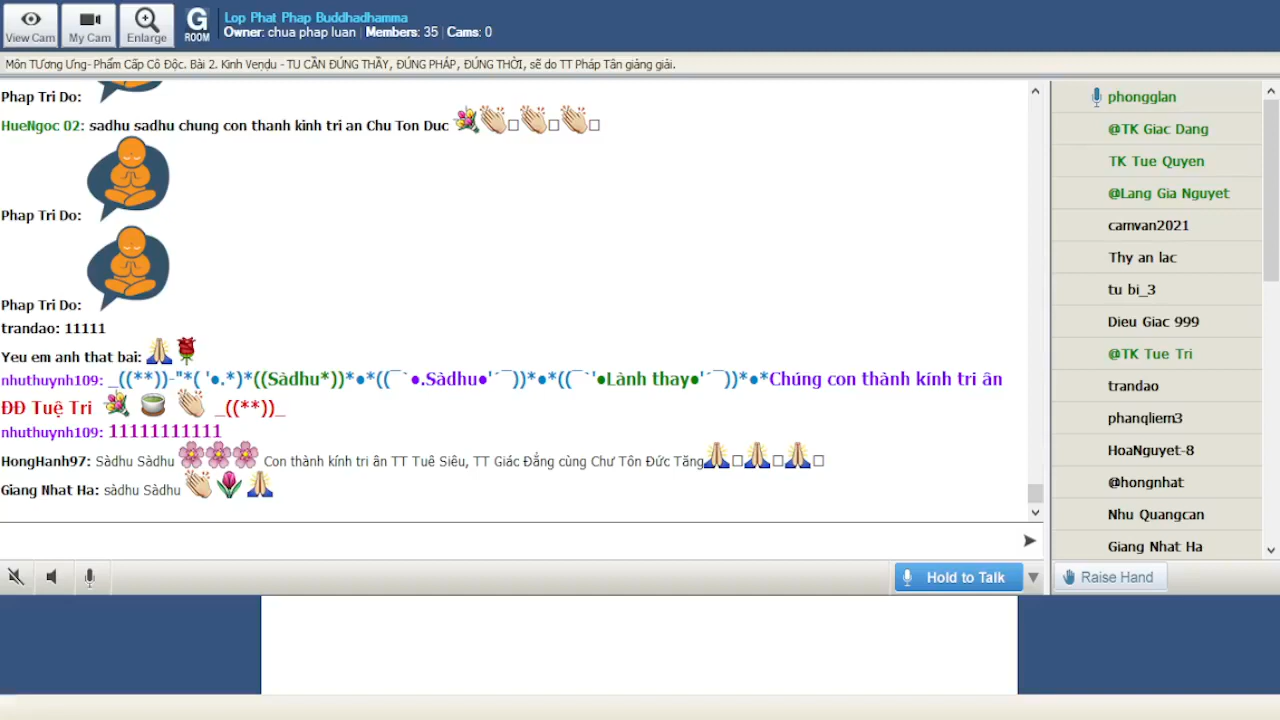 View Cam
My Cam
Enlarge
G
ROOM
Lop Phat Phap Buddhadhamma
Owner: chua phap luan | Members: 35 | Cams: 0
Môn Tương Ưng- Phẩm Cấp Cô Độc. Bài 2. Kinh Veṇḍu - TU CẦN ĐÚNG THẦY, ĐÚNG PHÁP, ĐÚNG THỜI, sẽ do TT Pháp Tân giảng giải.
Phap Tri Do:
HueNgoc 02: sadhu sadhu chung con thanh kinh tri an Chu Ton Duc
Phap Tri Do:
Phap Tri Do:
trandao: 11111
Yeu em anh that bai:
nhuthuynh109: _((**))-"*( '●.*)*((Sàdhu*))*●*((¯`●.Sàdhu●'´¯))*●*((¯`'●Lành thay●'´¯))*●*Chúng con thành kính tri ân
ĐĐ Tuệ Tri _((**))_
nhuthuynh109: 11111111111
HongHanh97: Sàdhu Sàdhu Con thành kính tri ân TT Tuê Siêu, TT Giác Đẳng cùng Chư Tôn Đức Tăng
Giang Nhat Ha: sàdhu Sàdhu
Hold to Talk
phongglan
@TK Giac Dang
TK Tue Quyen
@Lang Gia Nguyet
camvan2021
Thy an lac
tu bi_3
Dieu Giac 999
@TK Tue Tri
trandao
phanqliem3
HoaNguyet-8
@hongnhat
Nhu Quangcan
Giang Nhat Ha
Raise Hand